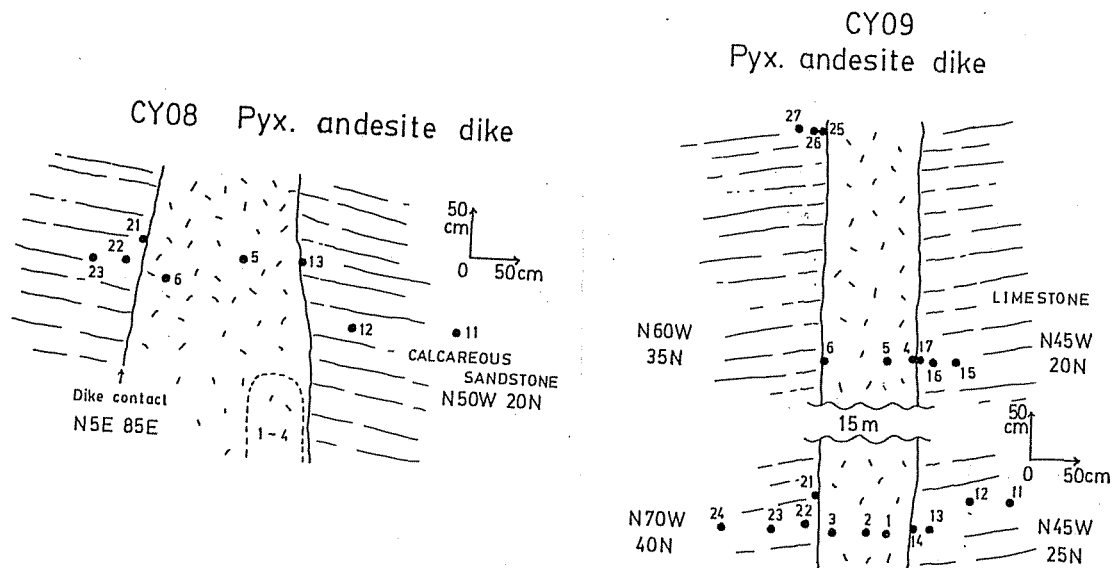 CY08 Pyx. andesite dike
21
22
23
6
5
13
12
11
50
cm
0 50cm
CALCAREOUS
SANDSTONE
N50W 20N
Dike contact
N5E 85E
1-4
CY09
Pyx. andesite dike
27
26
25
LIMESTONE
N60W
35N
N45W
20N
6
5
4
17
16
15
15m
50
cm
0 50cm
21
22
23
24
3
2
1
14
13
12
11
N70W
40N
N45W
25N